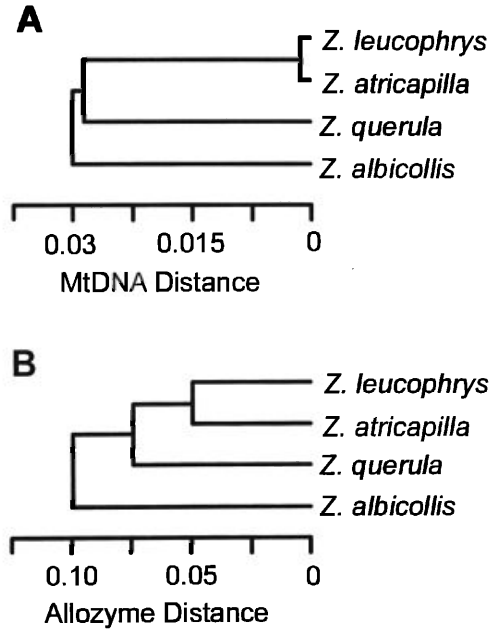 A
Z. leucophrys
Z. atricapilla
Z. querula
Z. albicollis
0.03 0.015 0
MtDNA Distance
B
Z. leucophrys
Z. atricapilla
Z. querula
Z. albicollis
0.10 0.05 0
Allozyme Distance